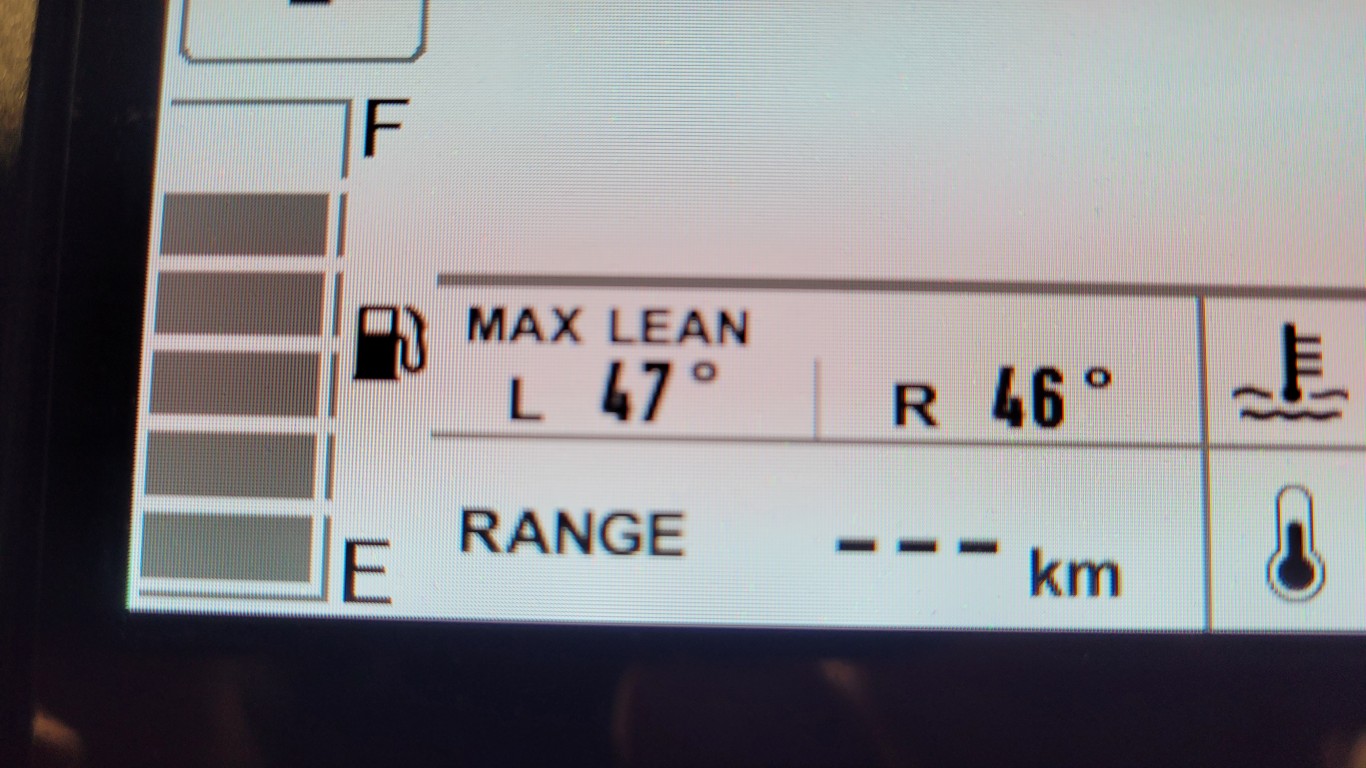 F
MAX LEAN
L 47° R 46°
RANGE --- km
E